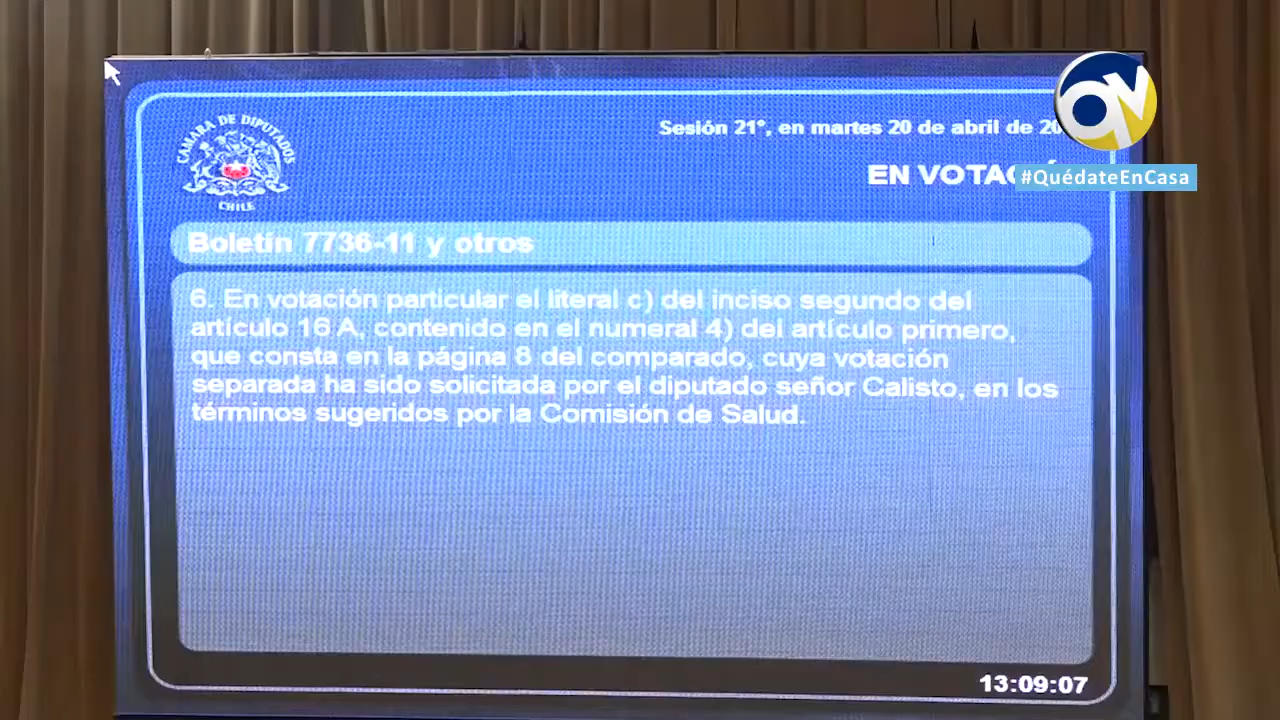 CÁMARA DE DIPUTADOS
CHILE
Sesión 21°, en martes 20 de abril de
EN
#QuédateEnCasa
Boletín 7736-11 y otros
6. En votación particular el literal c) del inciso segundo del
artículo 16 A, contenido en el numeral 4) del artículo primero,
que consta en la página 8 del comparado, cuya votación
separada ha sido solicitada por el diputado señor Calisto, en los
términos sugeridos por la Comisión de Salud.
13:09:07